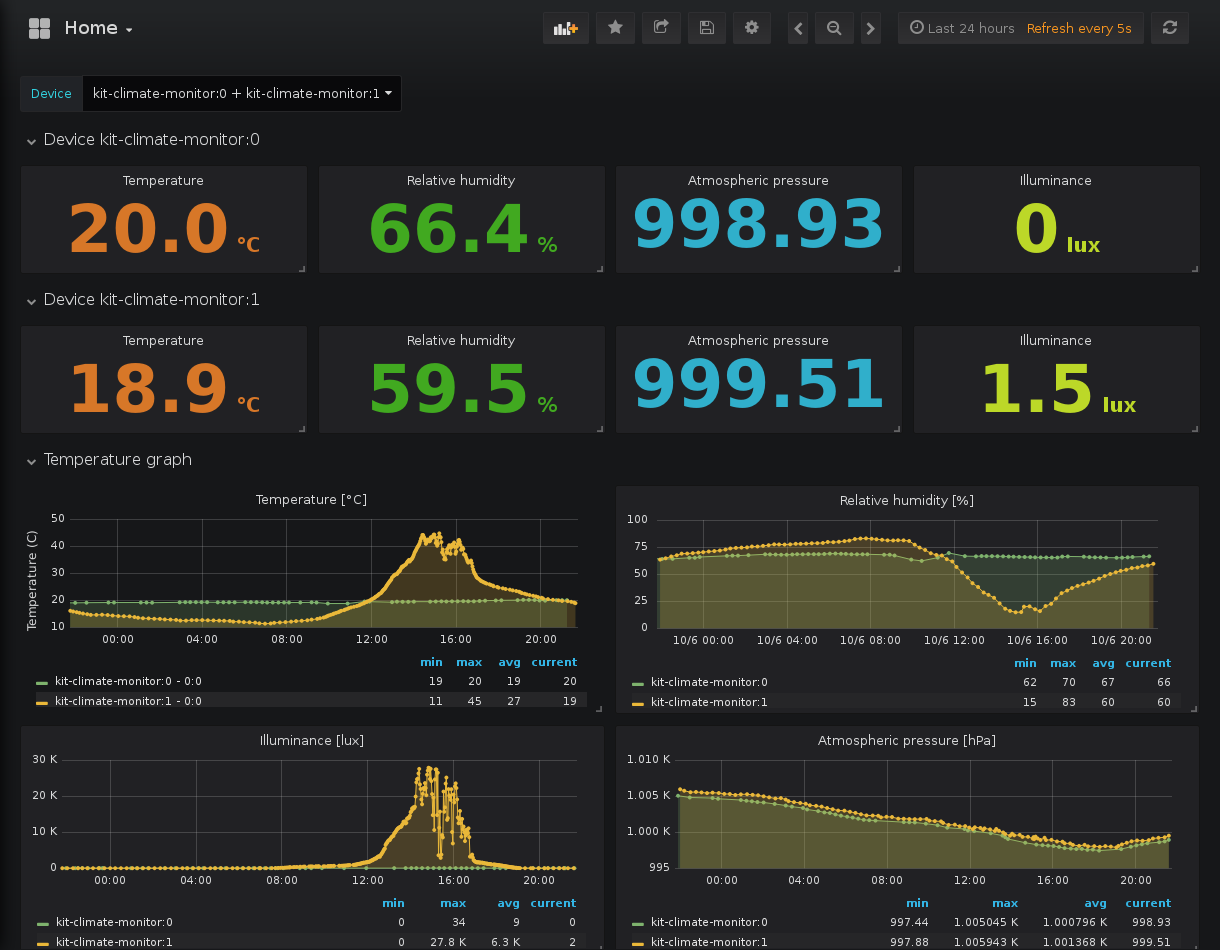 Home
Last 24 hours Refresh every 5s
Device kit-climate-monitor:0 + kit-climate-monitor:1
Device kit-climate-monitor:0
Temperature Relative humidity Atmospheric pressure Illuminance
20.0 °C 66.4 % 998.93 0 lux
Device kit-climate-monitor:1
Temperature Relative humidity Atmospheric pressure Illuminance
18.9 °C 59.5 % 999.51 1.5 lux
Temperature graph
Temperature [°C]
Temperature (C)
50
40
30
20
10
00:00 04:00 08:00 12:00 16:00 20:00
min max avg current
kit-climate-monitor:0 - 0:0 19 20 19 20
kit-climate-monitor:1 - 0:0 11 45 27 19
Relative humidity [%]
100
75
50
25
0
10/6 00:00 10/6 04:00 10/6 08:00 10/6 12:00 10/6 16:00 10/6 20:00
min max avg current
kit-climate-monitor:0 62 70 67 66
kit-climate-monitor:1 15 83 60 60
Illuminance [lux]
30 K
20 K
10 K
0
00:00 04:00 08:00 12:00 16:00 20:00
min max avg current
kit-climate-monitor:0 0 34 9 0
kit-climate-monitor:1 0 27.8 K 6.3 K 2
Atmospheric pressure [hPa]
1.010 K
1.005 K
1.000 K
995
00:00 04:00 08:00 12:00 16:00 20:00
min max avg current
kit-climate-monitor:0 997.44 1.005045 K 1.000796 K 998.93
kit-climate-monitor:1 997.88 1.005943 K 1.001368 K 999.51